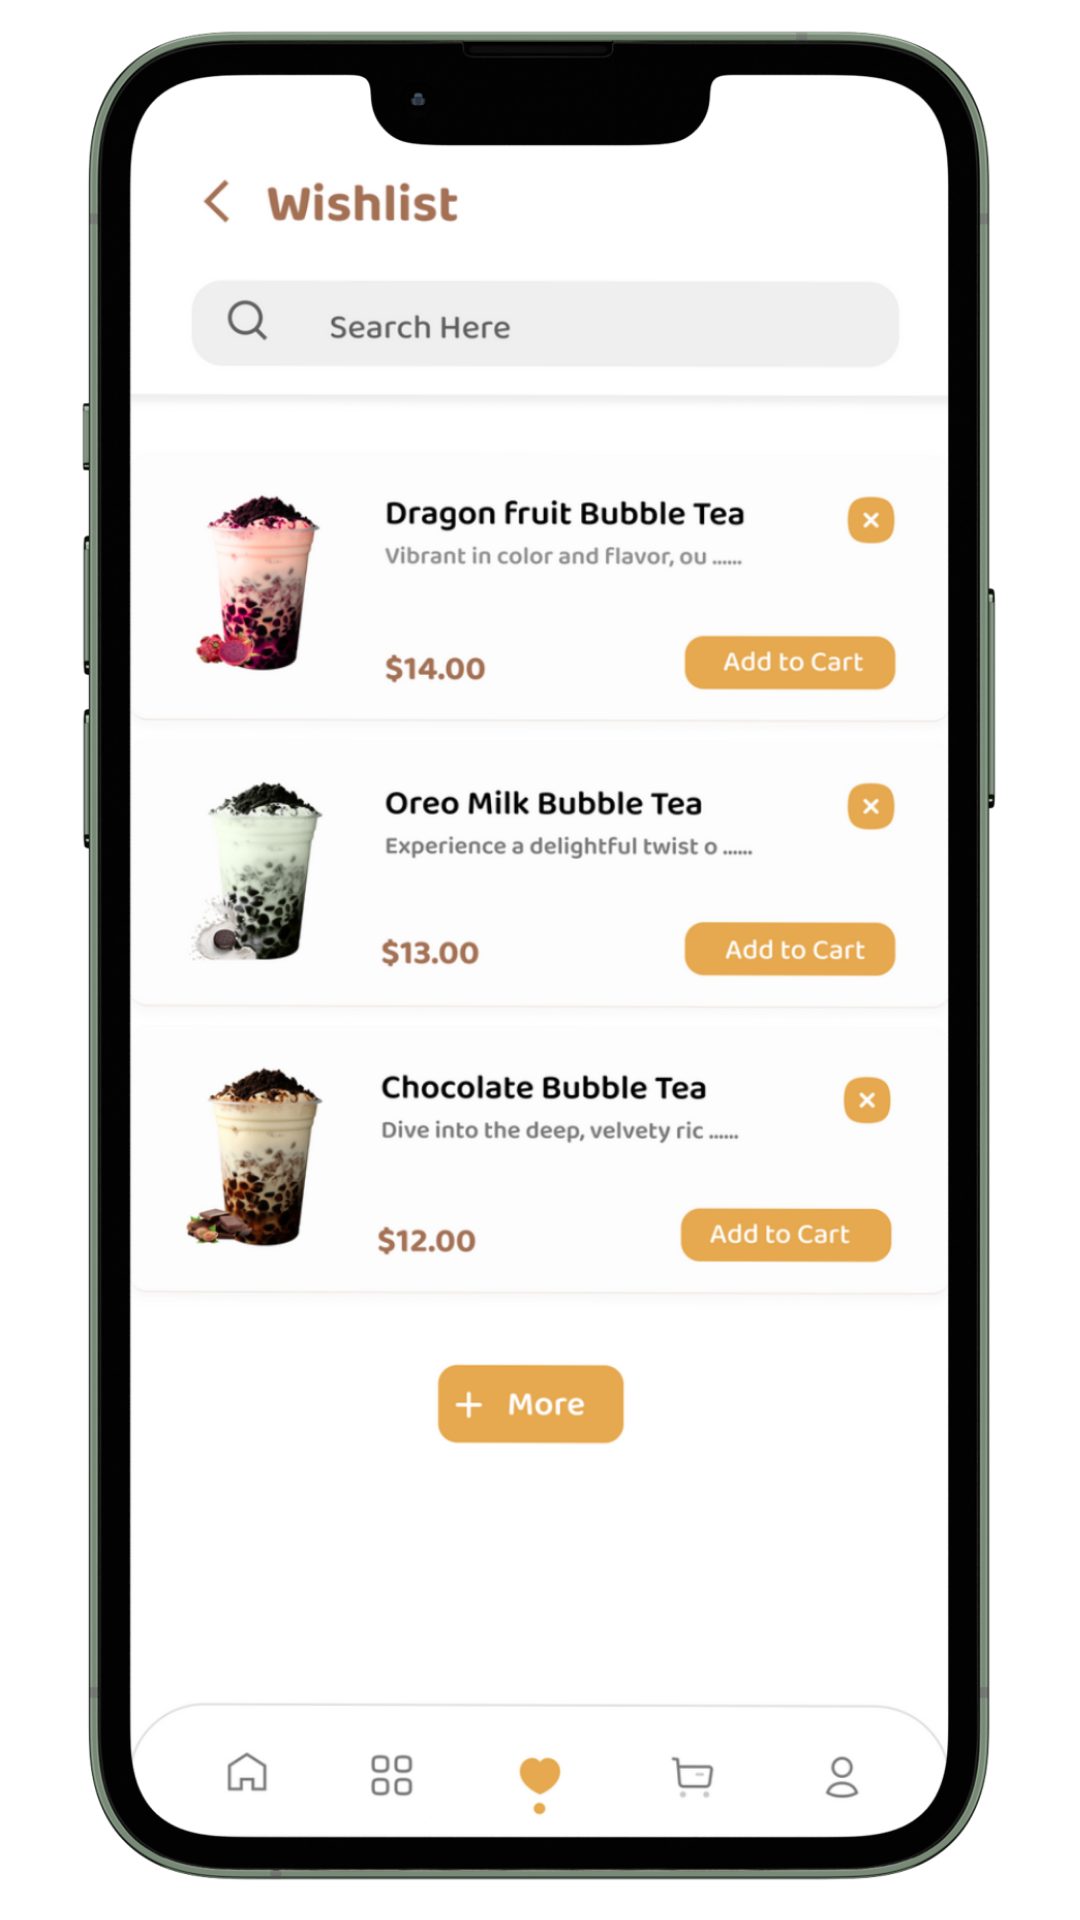 Wishlist
Search Here
Dragon fruit Bubble Tea
Vibrant in color and flavor, ou ......
$14.00
Add to Cart
Oreo Milk Bubble Tea
Experience a delightful twist o ......
$13.00
Add to Cart
Chocolate Bubble Tea
Dive into the deep, velvety ric ......
$12.00
Add to Cart
+ More